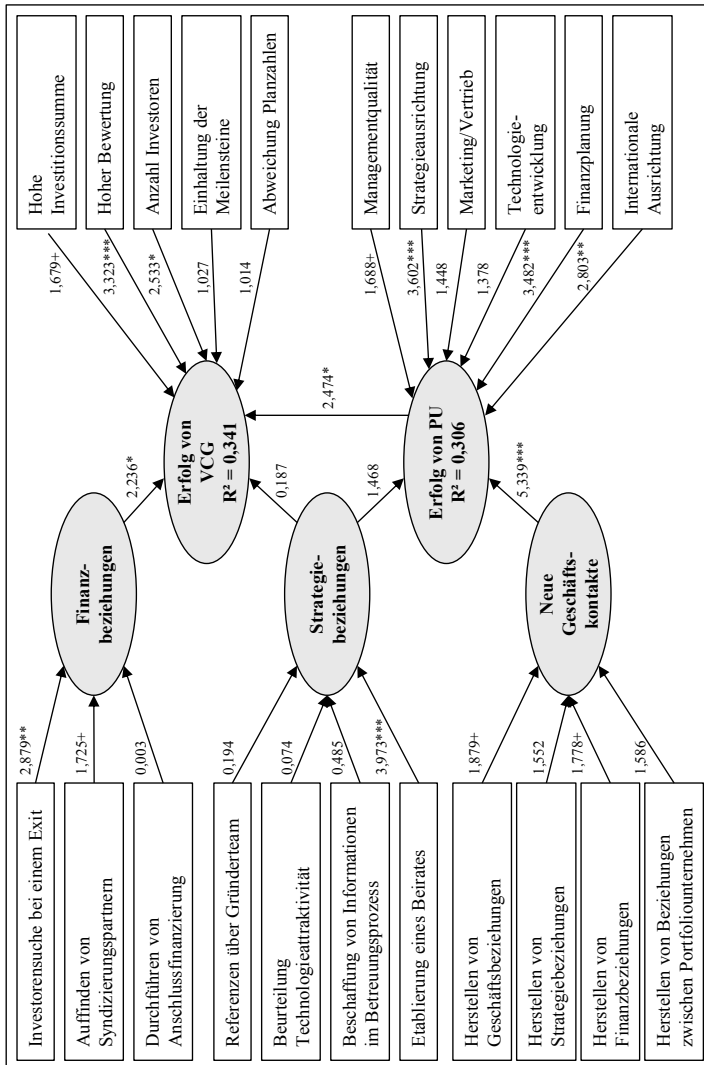 Investorensuche bei einem Exit
Auffinden von
Syndizierungspartnern
Durchführen von
Anschlussfinanzierung
Referenzen über Gründerteam
Beurteilung
Technologieattraktivität
Beschaffung von Informationen
im Betreuungsprozess
Etablierung eines Beirates
Herstellen von
Geschäftsbeziehungen
Herstellen von
Strategiebeziehungen
Herstellen von
Finanzbeziehungen
Herstellen von Beziehungen
zwischen Portfoliounternehmen
2,879**
1,725+
0,003
0,194
0,074
0,485
3,973***
1,879+
1,552
1,778+
1,586
Finanz-
beziehungen
Strategie-
beziehungen
Neue
Geschäfts-
kontakte
2,236*
0,187
1,468
5,339***
Erfolg von
VCG
R² = 0,341
2,474*
Erfolg von PU
R² = 0,306
1,679+
3,323***
2,533*
1,027
1,014
1,688+
3,602***
1,448
1,378
3,482***
2,803**
Hohe
Investitionssumme
Hoher Bewertung
Anzahl Investoren
Einhaltung der
Meilensteine
Abweichung Planzahlen
Managementqualität
Strategieausrichtung
Marketing/Vertrieb
Technologie-
entwicklung
Finanzplanung
Internationale
Ausrichtung